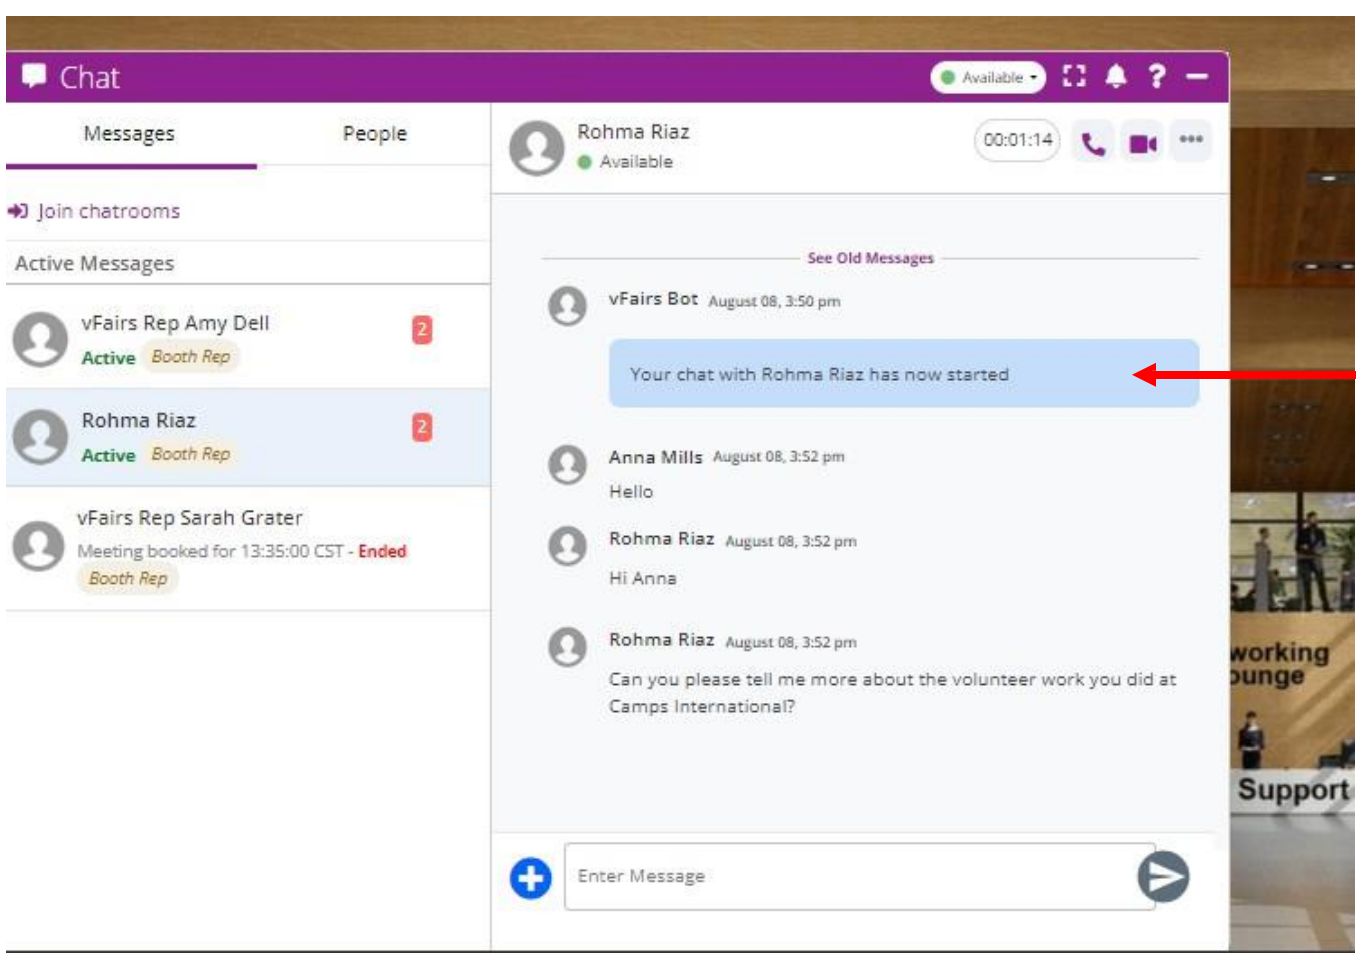 Chat
Available
Messages
People
Join chatrooms
Active Messages
vFairs Rep Amy Dell
2
Active Booth Rep
Rohma Riaz
2
Active Booth Rep
vFairs Rep Sarah Grater
Meeting booked for 13:35:00 CST - Ended
Booth Rep
Rohma Riaz
Available
00:01:14
See Old Messages
vFairs Bot August 08, 3:50 pm
Your chat with Rohma Riaz has now started
Anna Mills August 08, 3:52 pm
Hello
Rohma Riaz August 08, 3:52 pm
Hi Anna
Rohma Riaz August 08, 3:52 pm
Can you please tell me more about the volunteer work you did at
Camps International?
Enter Message
working
ounge
Support